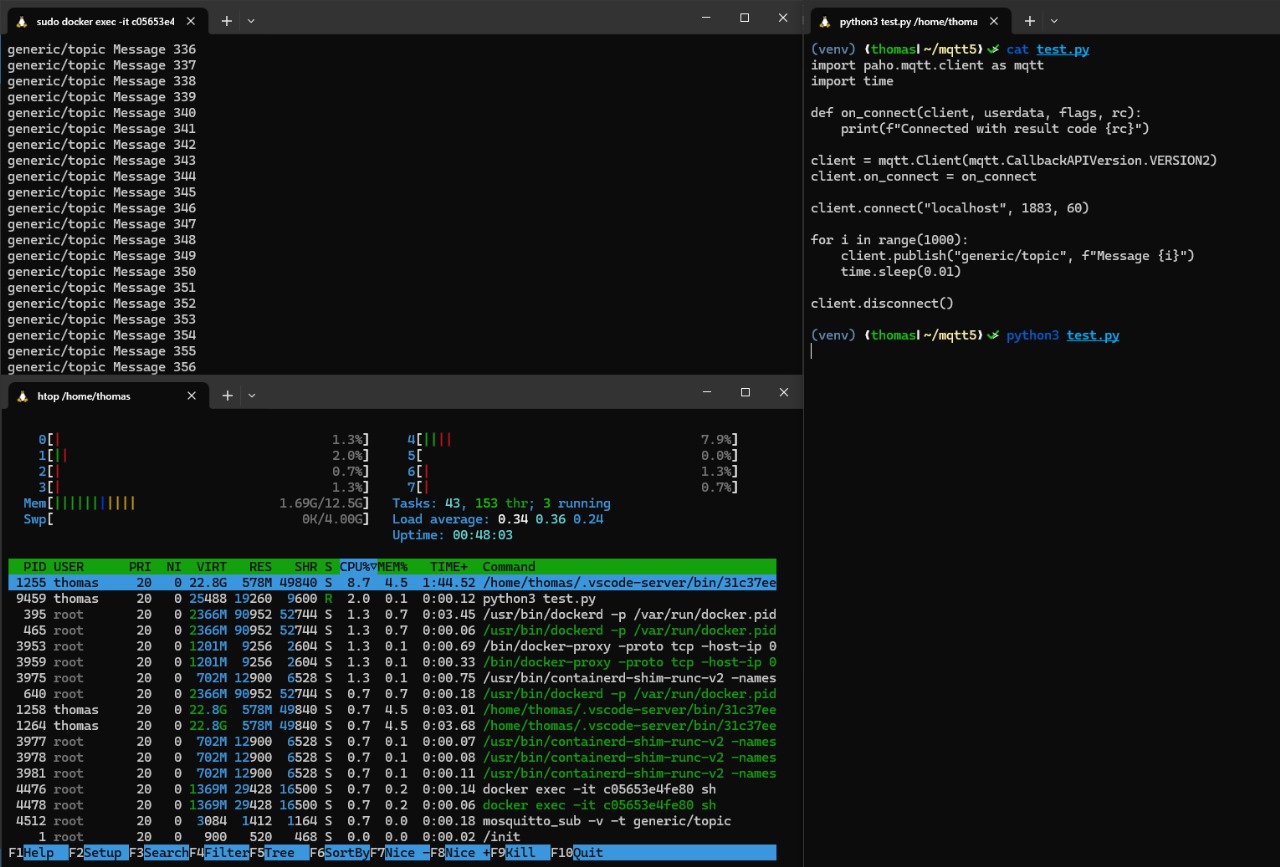 sudo docker exec -it c05653e4
generic/topic Message 336
generic/topic Message 337
generic/topic Message 338
generic/topic Message 339
generic/topic Message 340
generic/topic Message 341
generic/topic Message 342
generic/topic Message 343
generic/topic Message 344
generic/topic Message 345
generic/topic Message 346
generic/topic Message 347
generic/topic Message 348
generic/topic Message 349
generic/topic Message 350
generic/topic Message 351
generic/topic Message 352
generic/topic Message 353
generic/topic Message 354
generic/topic Message 355
generic/topic Message 356
htop /home/thomas
0[| 1.3%] 4[|||| 7.9%]
1[|| 2.0%] 5[ 0.0%]
2[| 0.7%] 6[| 1.3%]
3[| 1.3%] 7[| 0.7%]
Mem[||||||||||| 1.69G/12.5G] Tasks: 43, 153 thr; 3 running
Swp[ 0K/4.00G] Load average: 0.34 0.36 0.24
Uptime: 00:48:03
PID USER PRI NI VIRT RES SHR S CPU%▽MEM% TIME+ Command
1255 thomas 20 0 22.8G 578M 49840 S 8.7 4.5 1:44.52 /home/thomas/.vscode-server/bin/31c37ee
9459 thomas 20 0 25488 19260 9600 R 2.0 0.1 0:00.12 python3 test.py
395 root 20 0 2366M 90952 52744 S 1.3 0.7 0:03.45 /usr/bin/dockerd -p /var/run/docker.pid
465 root 20 0 2366M 90952 52744 S 1.3 0.7 0:00.06 /usr/bin/dockerd -p /var/run/docker.pid
3953 root 20 0 1201M 9256 2604 S 1.3 0.1 0:00.69 /bin/docker-proxy -proto tcp -host-ip 0
3959 root 20 0 1201M 9256 2604 S 1.3 0.1 0:00.33 /bin/docker-proxy -proto tcp -host-ip 0
3975 root 20 0 702M 12900 6528 S 1.3 0.1 0:00.75 /usr/bin/containerd-shim-runc-v2 -names
640 root 20 0 2366M 90952 52744 S 0.7 0.7 0:00.18 /usr/bin/dockerd -p /var/run/docker.pid
1258 thomas 20 0 22.8G 578M 49840 S 0.7 4.5 0:03.01 /home/thomas/.vscode-server/bin/31c37ee
1264 thomas 20 0 22.8G 578M 49840 S 0.7 4.5 0:03.68 /home/thomas/.vscode-server/bin/31c37ee
3977 root 20 0 702M 12900 6528 S 0.7 0.1 0:00.07 /usr/bin/containerd-shim-runc-v2 -names
3978 root 20 0 702M 12900 6528 S 0.7 0.1 0:00.08 /usr/bin/containerd-shim-runc-v2 -names
3981 root 20 0 702M 12900 6528 S 0.7 0.1 0:00.11 /usr/bin/containerd-shim-runc-v2 -names
4476 root 20 0 1369M 29428 16500 S 0.7 0.2 0:00.14 docker exec -it c05653e4fe80 sh
4478 root 20 0 1369M 29428 16500 S 0.7 0.2 0:00.06 docker exec -it c05653e4fe80 sh
4512 root 20 0 3084 1412 1164 S 0.7 0.0 0:00.18 mosquitto_sub -v -t generic/topic
1 root 20 0 900 520 468 S 0.0 0.0 0:00.02 /init
F1Help F2Setup F3SearchF4FilterF5Tree F6SortByF7Nice -F8Nice +F9Kill F10Quit
python3 test.py /home/thoma
(venv) (thomas| ~/mqtt5) cat test.py
import paho.mqtt.client as mqtt
import time
def on_connect(client, userdata, flags, rc):
    print(f"Connected with result code {rc}")
client = mqtt.Client(mqtt.CallbackAPIVersion.VERSION2)
client.on_connect = on_connect
client.connect("localhost", 1883, 60)
for i in range(1000):
    client.publish("generic/topic", f"Message {i}")
    time.sleep(0.01)
client.disconnect()
(venv) (thomas| ~/mqtt5) python3 test.py